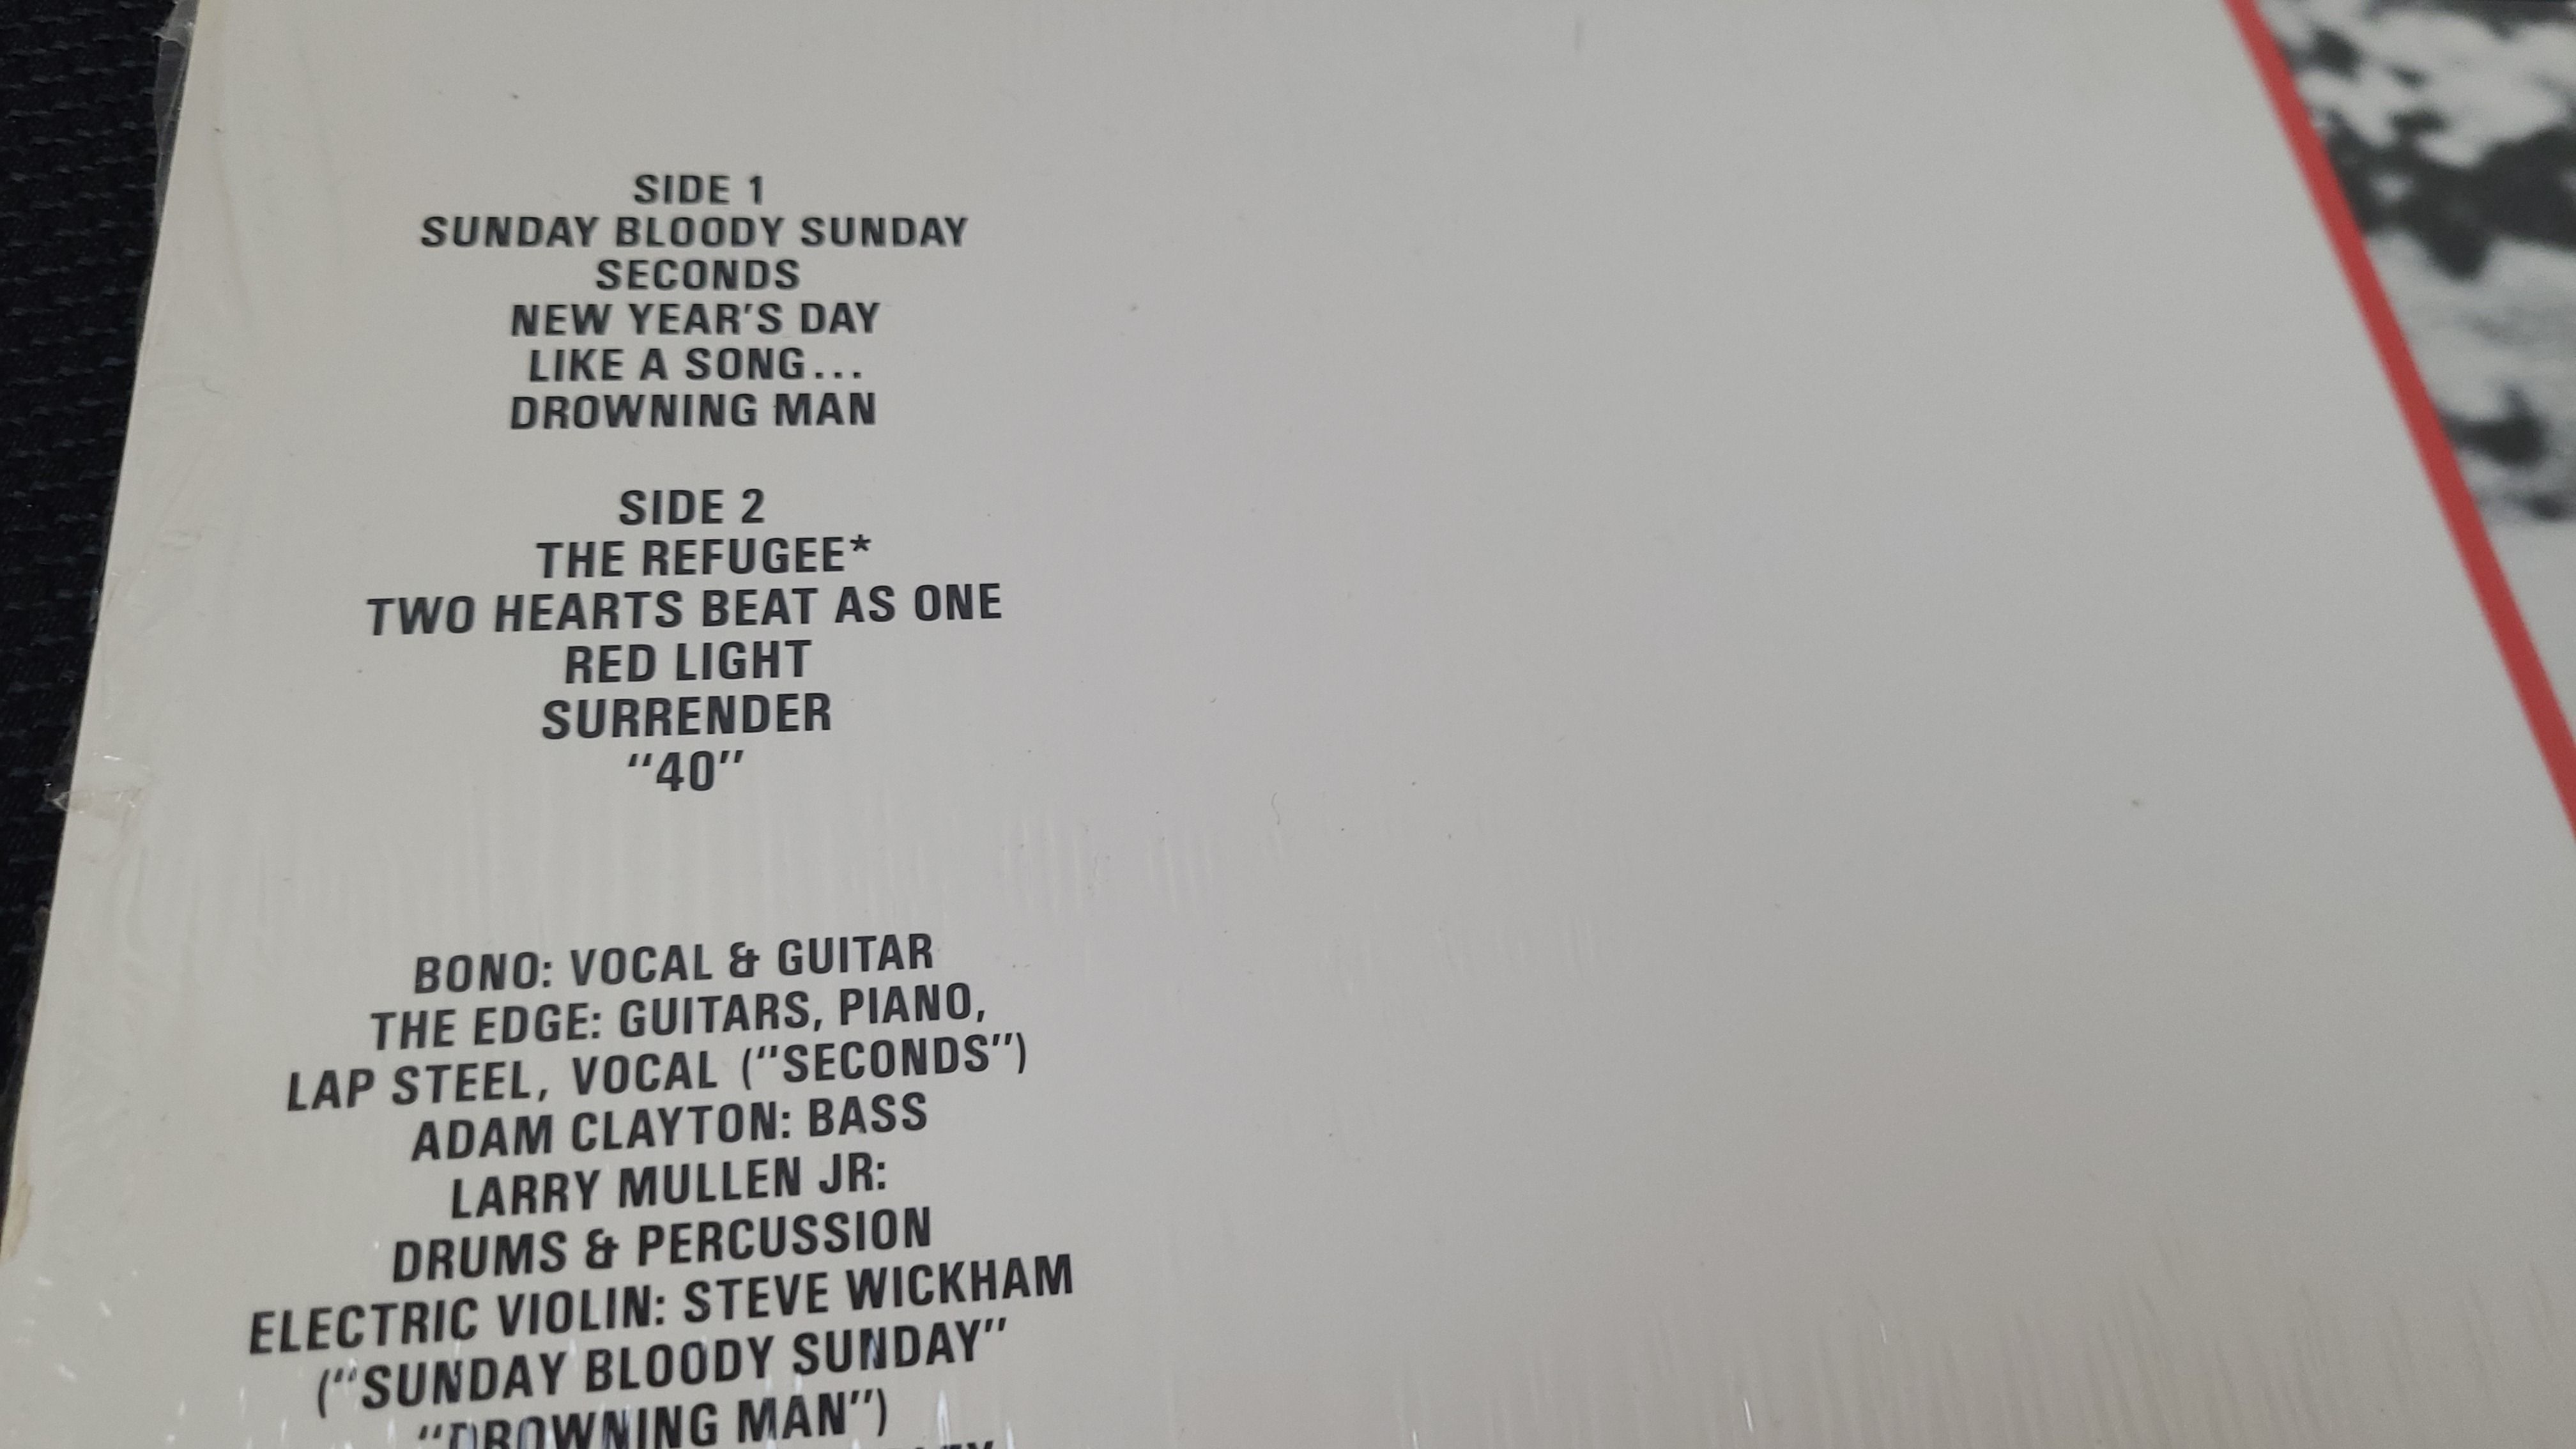 SIDE 1
SUNDAY BLOODY SUNDAY
SECONDS
NEW YEAR'S DAY
LIKE A SONG...
DROWNING MAN
SIDE 2
THE REFUGEE*
TWO HEARTS BEAT AS ONE
RED LIGHT
SURRENDER
“40”
BONO: VOCAL & GUITAR
THE EDGE: GUITARS, PIANO,
LAP STEEL, VOCAL (“SECONDS”)
ADAM CLAYTON: BASS
LARRY MULLEN JR:
DRUMS & PERCUSSION
ELECTRIC VIOLIN: STEVE WICKHAM
(“SUNDAY BLOODY SUNDAY”
“DROWNING MAN”)